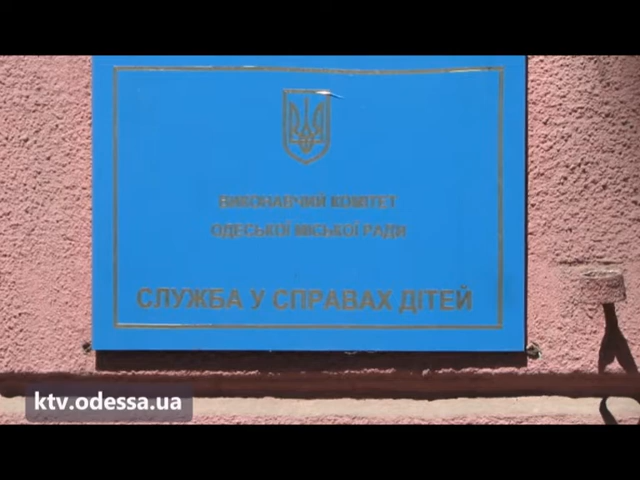 ВИКОНАВЧИЙ КОМІТЕТ
ОДЕСЬКОЇ МІСЬКОЇ РАДИ
СЛУЖБА У СПРАВАХ ДІТЕЙ
ktv.odessa.ua